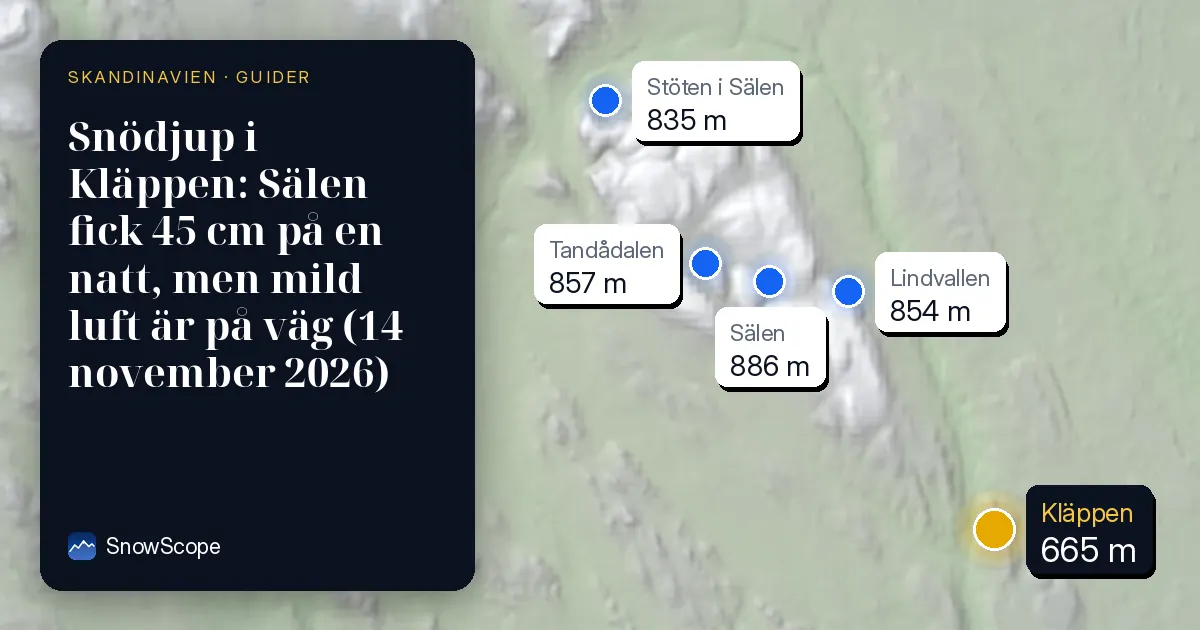 SKANDINAVIEN · GUIDER
Snödjup i
Kläppen: Sälen
fick 45 cm på en
natt, men mild
luft är på väg (14
november 2026)
SnowScope
Stöten i Sälen
835 m
Tandådalen
857 m
Sälen
886 m
Lindvallen
854 m
Kläppen
665 m